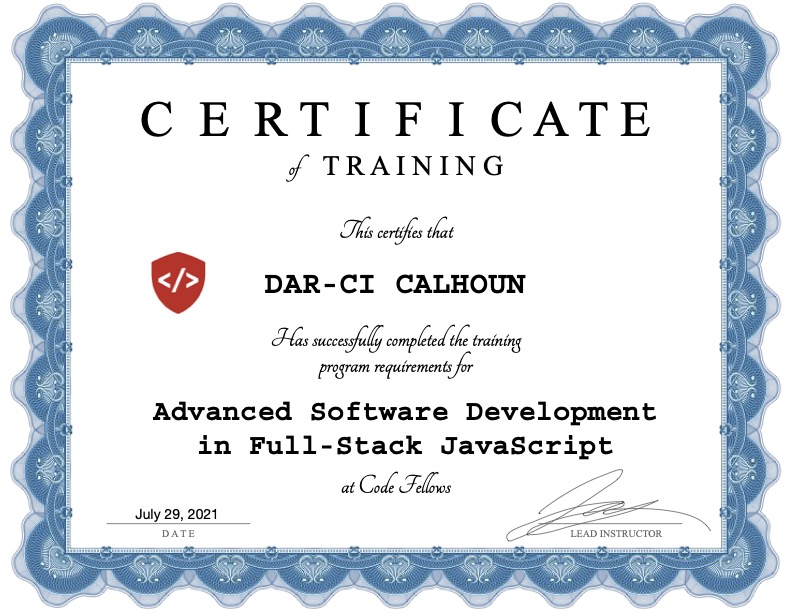 CERTIFICATE
of TRAINING
This certifies that
</>
DAR-CI CALHOUN
Has successfully completed the training
program requirements for
Advanced Software Development
in Full-Stack JavaScript
at Code Fellows
July 29, 2021
DATE
LEAD INSTRUCTOR